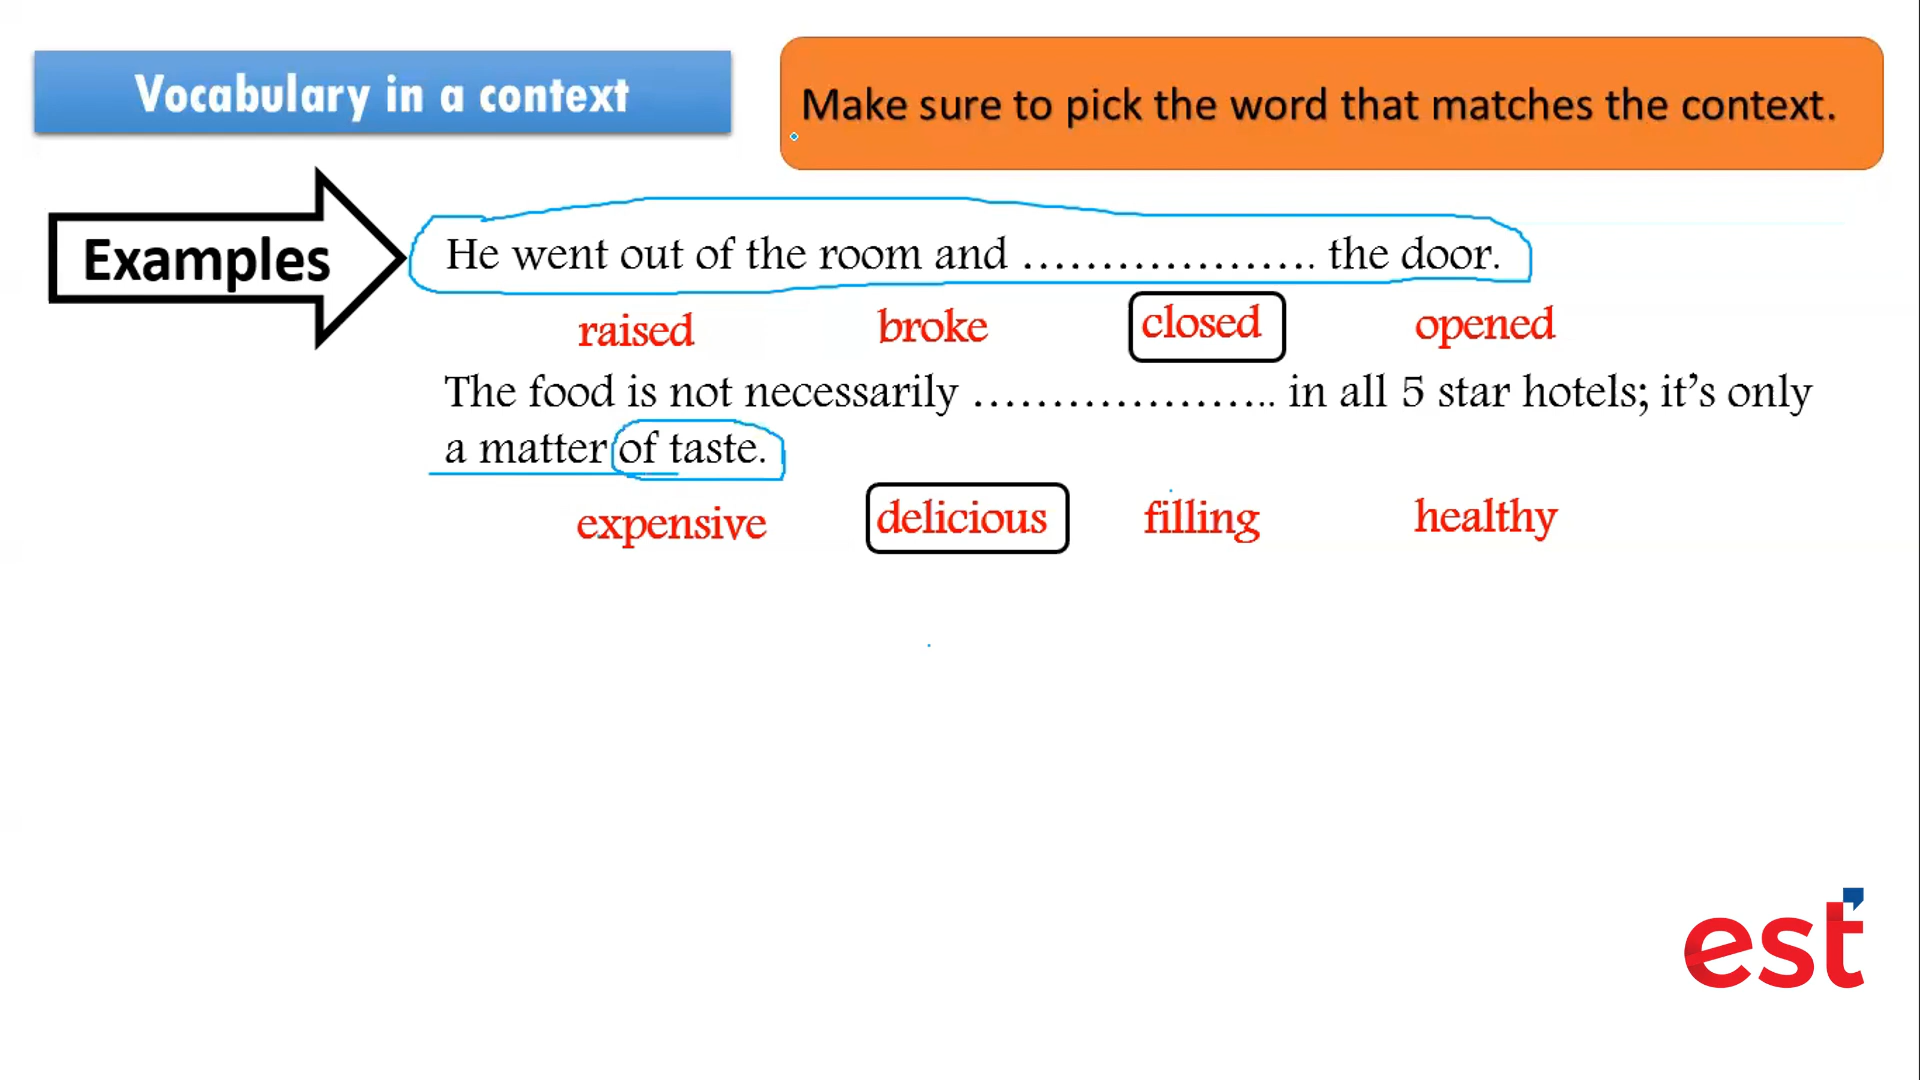 Vocabulary in a context
Make sure to pick the word that matches the context.
Examples
He went out of the room and ………………. the door.
raised broke closed opened
The food is not necessarily ……………….. in all 5 star hotels; it’s only
a matter of taste.
expensive delicious filling healthy
est